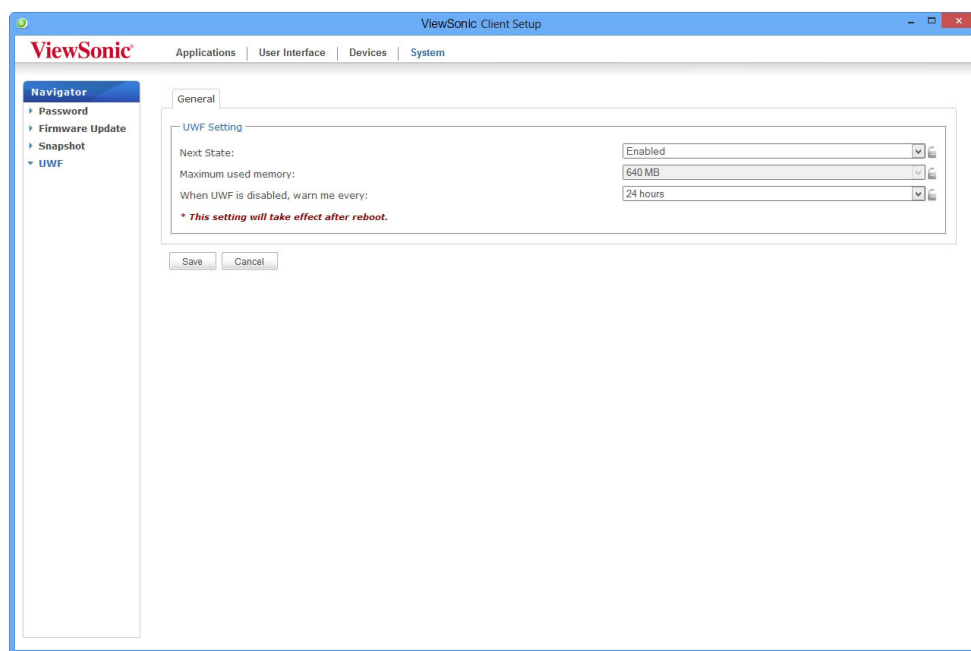 ViewSonic Client Setup
ViewSonic®
Applications | User Interface | Devices | System
Navigator
Password
Firmware Update
Snapshot
UWF
General
UWF Setting
Next State:
Enabled
Maximum used memory:
640 MB
When UWF is disabled, warn me every:
24 hours
* This setting will take effect after reboot.
Save
Cancel